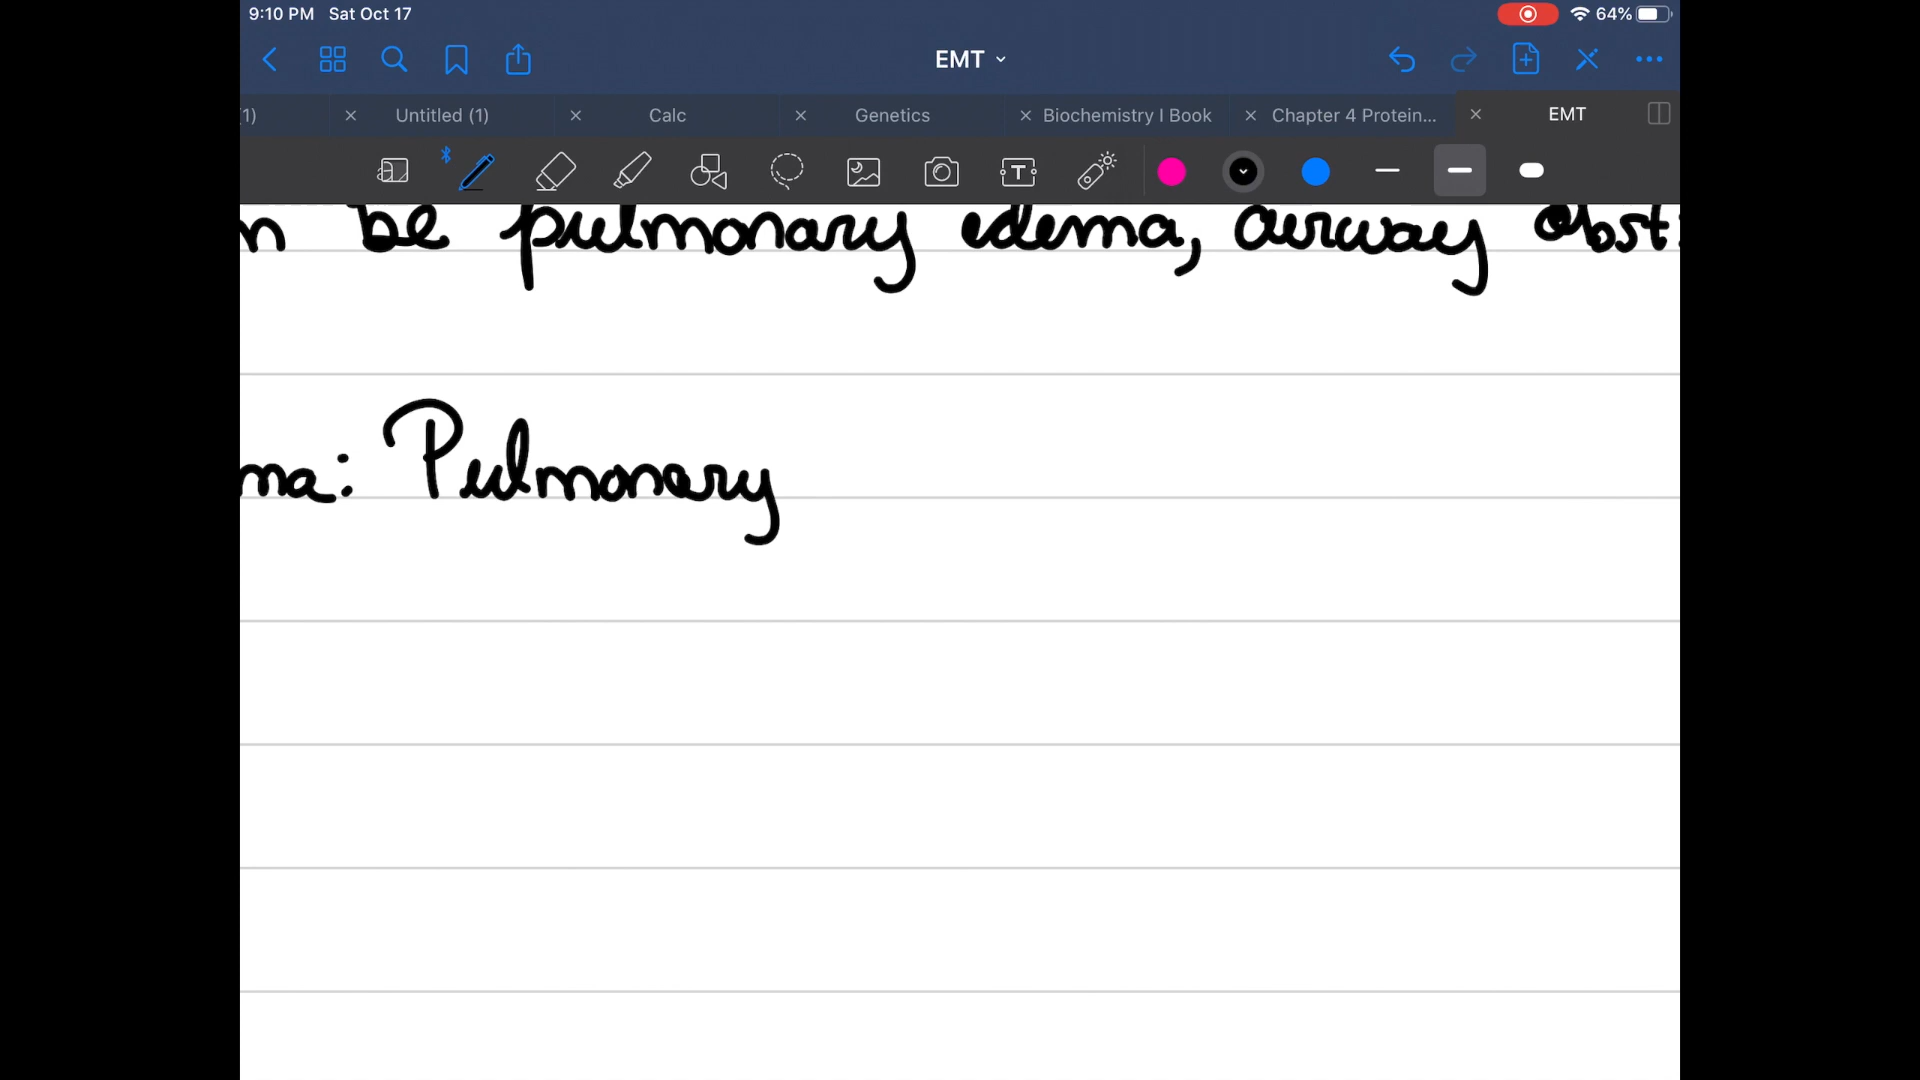 9:10 PM Sat Oct 17
64%
EMT
1)
Untitled (1)
Calc
Genetics
Biochemistry I Book
Chapter 4 Protein...
EMT
T
n be pulmonary edema, airway obst
ma: Pulmonary